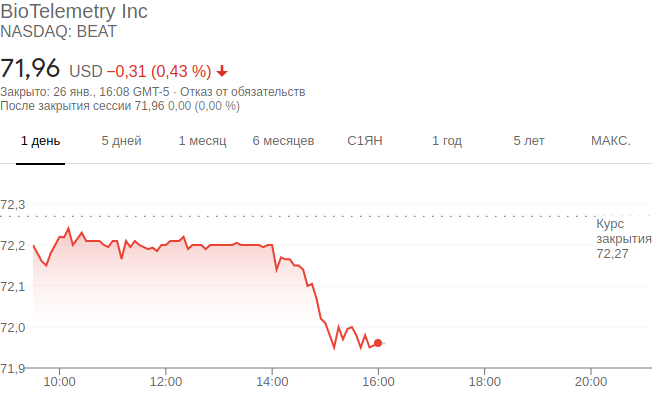 BioTelemetry Inc
NASDAQ: BEAT
71,96 USD −0,31 (0,43 %)
Закрыто: 26 янв., 16:08 GMT-5 · Отказ от обязательств
После закрытия сессии 71,96 0,00 (0,00 %)
1 день 5 дней 1 месяц 6 месяцев С1ЯН 1 год 5 лет МАКС.
72,3
72,2
72,1
72,0
71,9
Курс
закрытия
72,27
10:00 12:00 14:00 16:00 18:00 20:00